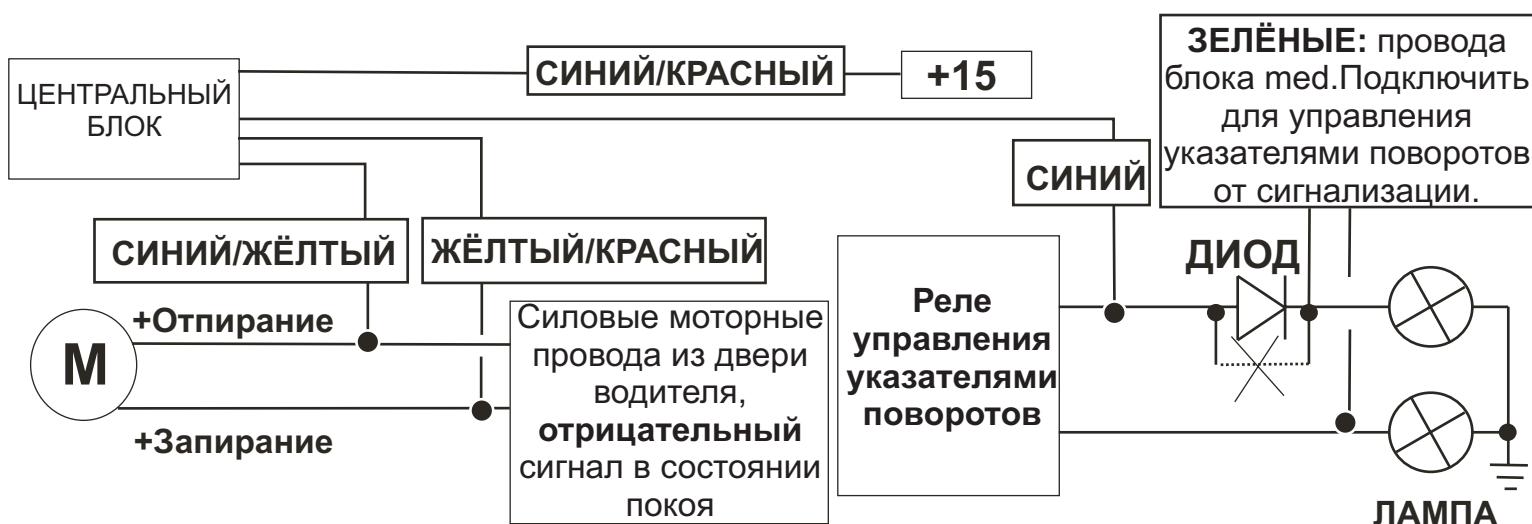 ЦЕНТРАЛЬНЫЙ
БЛОК
СИНИЙ/КРАСНЫЙ
+15
ЗЕЛЁНЫЕ: провода
блока med.Подключить
для управления
указателями поворотов
от сигнализации.
СИНИЙ
СИНИЙ/ЖЁЛТЫЙ
ЖЁЛТЫЙ/КРАСНЫЙ
М
+Отпирание
+Запирание
Силовые моторные
провода из двери
водителя,
отрицательный
сигнал в состоянии
покоя
Реле
управления
указателями
поворотов
ДИОД
ЛАМПА